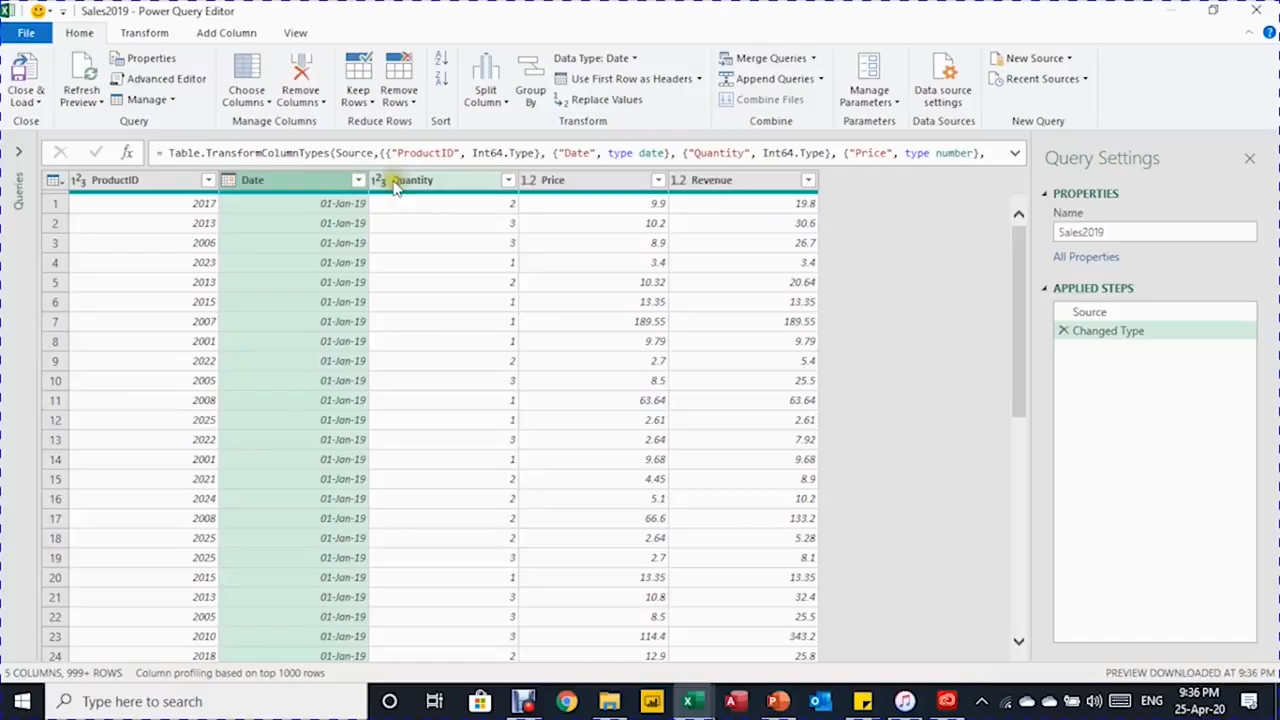 Sales2019 - Power Query Editor
File Home Transform Add Column View
Close & Load
Refresh Preview
Properties
Advanced Editor
Manage
Choose Columns
Remove Columns
Keep Rows
Remove Rows
Split Column
Group By
Data Type: Date
Use First Row as Headers
Replace Values
Merge Queries
Append Queries
Combine Files
Manage Parameters
Data source settings
New Source
Recent Sources
Close Query Manage Columns Reduce Rows Sort Transform Combine Parameters Data Sources New Query
fx = Table.TransformColumnTypes(Source,{{"ProductID", Int64.Type}, {"Date", type date}, {"Quantity", Int64.Type}, {"Price", type number},
Queries
ProductID Date Quantity 1.2 Price 1.2 Revenue
1 2017 01-Jan-19 2 9.9 19.8
2 2013 01-Jan-19 3 10.2 30.6
3 2006 01-Jan-19 3 8.9 26.7
4 2023 01-Jan-19 1 3.4 3.4
5 2013 01-Jan-19 2 10.32 20.64
6 2015 01-Jan-19 1 13.35 13.35
7 2007 01-Jan-19 1 189.55 189.55
8 2001 01-Jan-19 1 9.79 9.79
9 2022 01-Jan-19 2 2.7 5.4
10 2005 01-Jan-19 3 8.5 25.5
11 2008 01-Jan-19 1 63.64 63.64
12 2025 01-Jan-19 1 2.61 2.61
13 2022 01-Jan-19 3 2.64 7.92
14 2001 01-Jan-19 1 9.68 9.68
15 2021 01-Jan-19 2 4.45 8.9
16 2024 01-Jan-19 2 5.1 10.2
17 2008 01-Jan-19 2 66.6 133.2
18 2025 01-Jan-19 2 2.64 5.28
19 2025 01-Jan-19 3 2.7 8.1
20 2015 01-Jan-19 1 13.35 13.35
21 2013 01-Jan-19 3 10.8 32.4
22 2005 01-Jan-19 3 8.5 25.5
23 2010 01-Jan-19 3 114.4 343.2
24 2018 01-Jan-19 2 12.9 25.8
Query Settings
PROPERTIES
Name
Sales2019
All Properties
APPLIED STEPS
Source
Changed Type
5 COLUMNS, 999+ ROWS Column profiling based on top 1000 rows PREVIEW DOWNLOADED AT 9:36 PM
Type here to search
ENG
9:36 PM
25-Apr-20